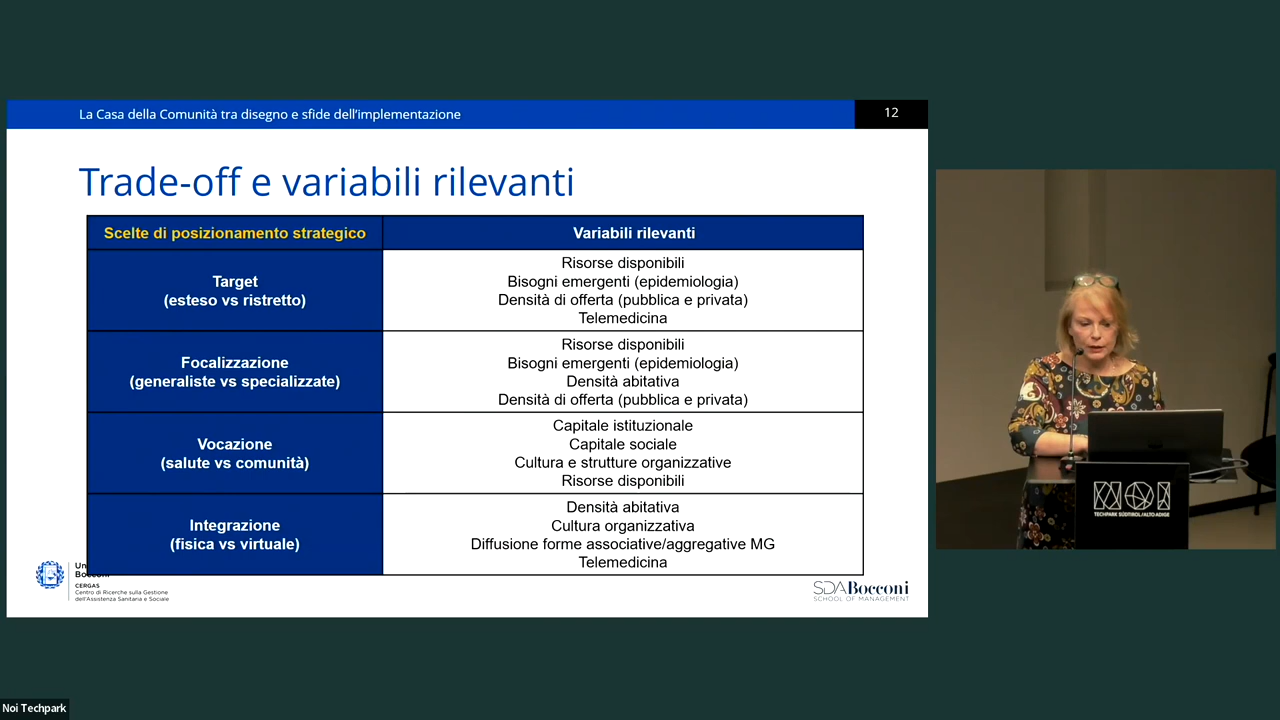 La Casa della Comunità tra disegno e sfide dell'implementazione
12
Trade-off e variabili rilevanti
Scelte di posizionamento strategico
Variabili rilevanti
Target
(esteso vs ristretto)
Risorse disponibili
Bisogni emergenti (epidemiologia)
Densità di offerta (pubblica e privata)
Telemedicina
Focalizzazione
(generaliste vs specializzate)
Risorse disponibili
Bisogni emergenti (epidemiologia)
Densità abitativa
Densità di offerta (pubblica e privata)
Vocazione
(salute vs comunità)
Capitale istituzionale
Capitale sociale
Cultura e strutture organizzative
Risorse disponibili
Integrazione
(fisica vs virtuale)
Densità abitativa
Cultura organizzativa
Diffusione forme associative/aggregative MG
Telemedicina
CERGAS
Centro di Ricerche sulla Gestione
dell'Assistenza Sanitaria e Sociale
SDA Bocconi
SCHOOL OF MANAGEMENT
NOI
TECHPARK SÜDTIROL/ALTO ADIGE
Noi Techpark